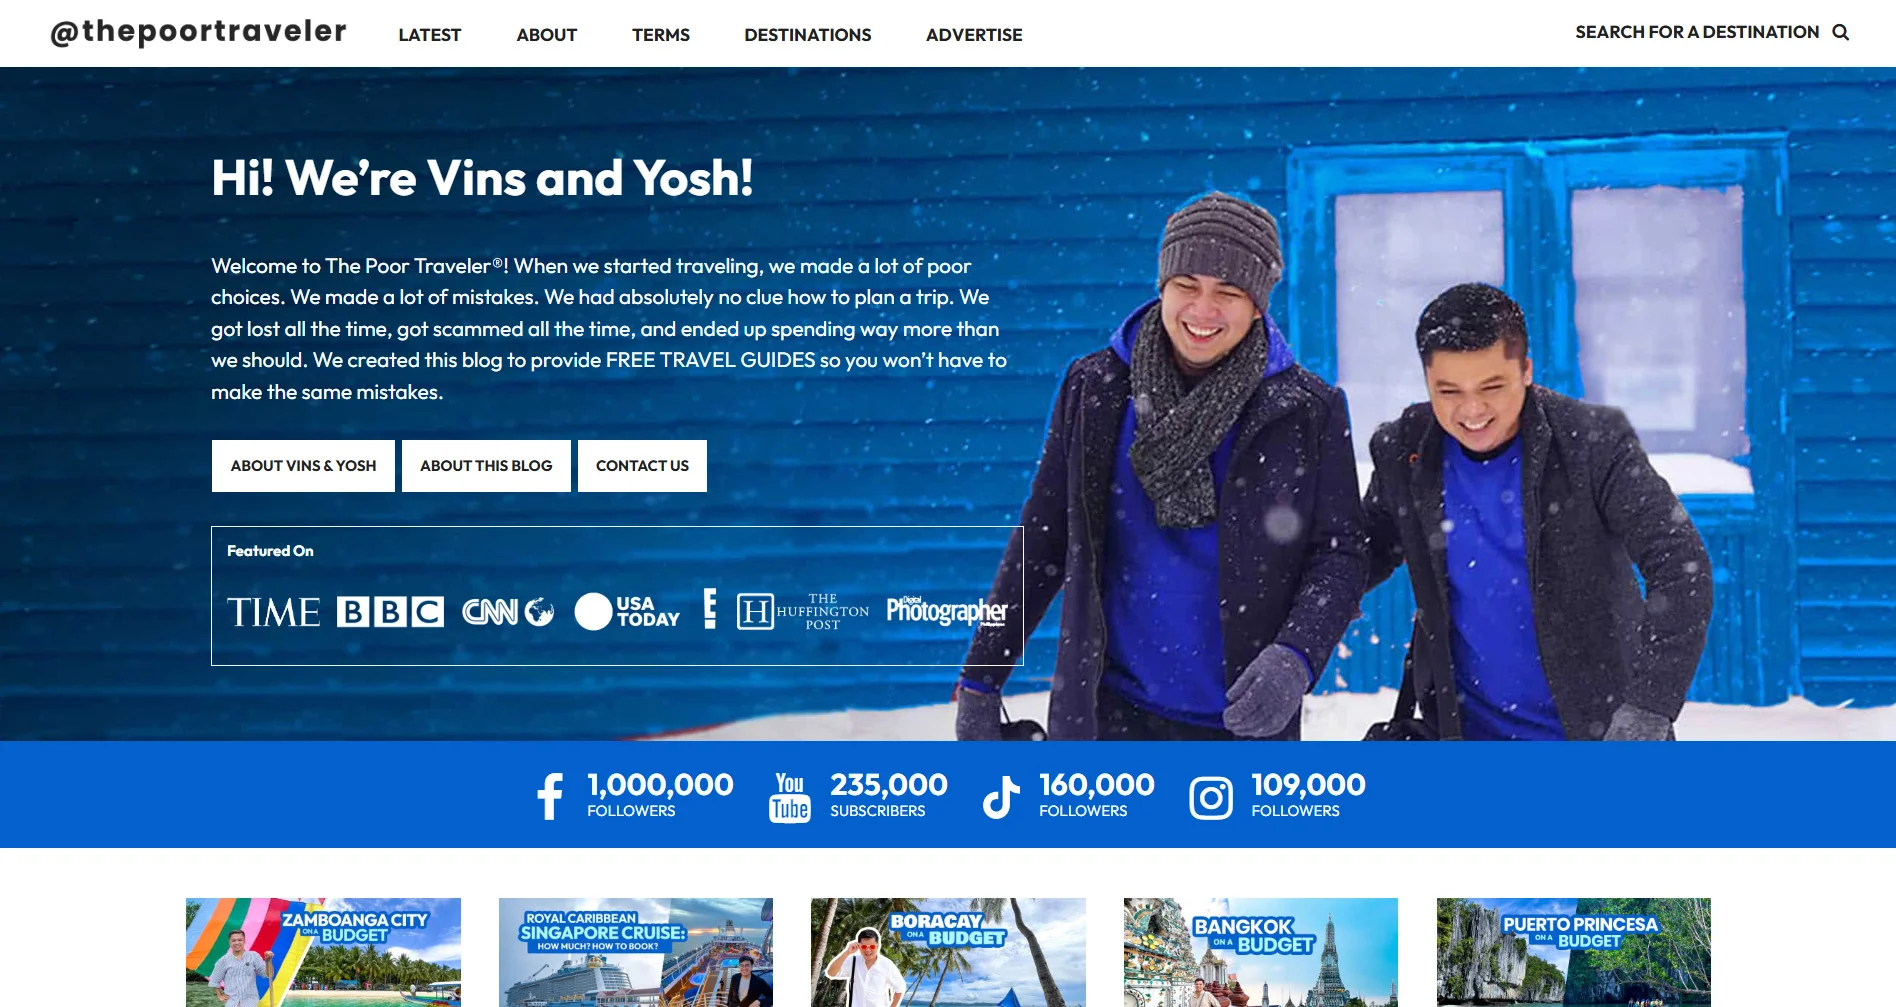 @thepoortraveler
LATEST
ABOUT
TERMS
DESTINATIONS
ADVERTISE
SEARCH FOR A DESTINATION
Hi! We’re Vins and Yosh!
Welcome to The Poor Traveler®! When we started traveling, we made a lot of poor
choices. We made a lot of mistakes. We had absolutely no clue how to plan a trip. We
got lost all the time, got scammed all the time, and ended up spending way more than
we should. We created this blog to provide FREE TRAVEL GUIDES so you won’t have to
make the same mistakes.
ABOUT VINS & YOSH
ABOUT THIS BLOG
CONTACT US
Featured On
TIME
BBC
CNN
USA
TODAY
E!
H
THE
HUFFINGTON
POST
Digital
Photographer
Philippines
1,000,000
FOLLOWERS
You
Tube
235,000
SUBSCRIBERS
160,000
FOLLOWERS
109,000
FOLLOWERS
ZAMBOANGA CITY
ON A BUDGET
ROYAL CARIBBEAN
SINGAPORE CRUISE:
HOW MUCH? HOW TO BOOK?
BORACAY
ON A BUDGET
BANGKOK
ON A BUDGET
PUERTO PRINCESA
ON A BUDGET